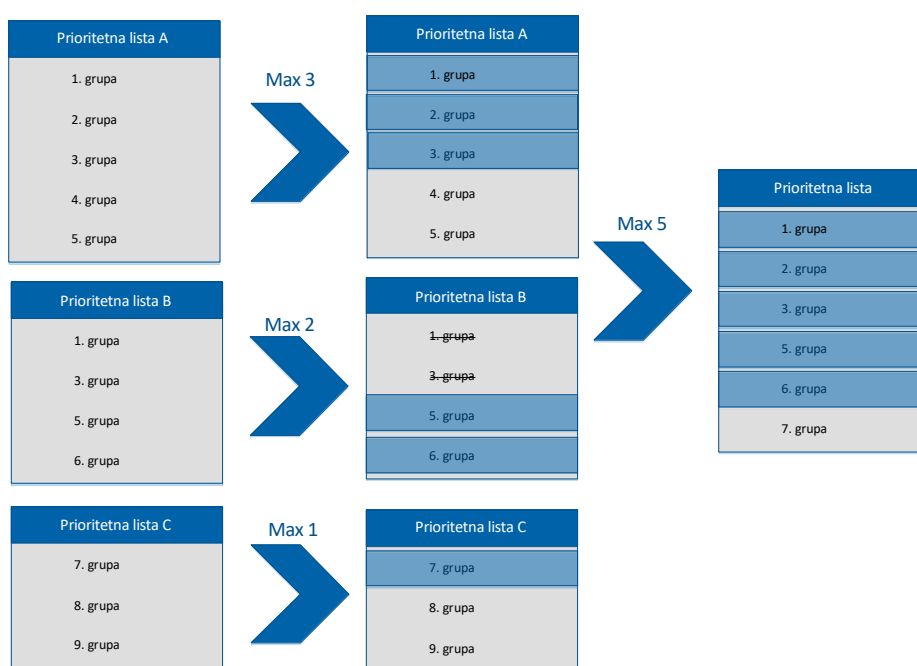 Prioritetna lista A
1. grupa
2. grupa
3. grupa
4. grupa
5. grupa
Max 3
Prioritetna lista A
1. grupa
2. grupa
3. grupa
4. grupa
5. grupa
Prioritetna lista B
1. grupa
3. grupa
5. grupa
6. grupa
Max 2
Prioritetna lista B
1. grupa
3. grupa
5. grupa
6. grupa
Prioritetna lista C
7. grupa
8. grupa
9. grupa
Max 1
Prioritetna lista C
7. grupa
8. grupa
9. grupa
Max 5
Prioritetna lista
1. grupa
2. grupa
3. grupa
5. grupa
6. grupa
7. grupa